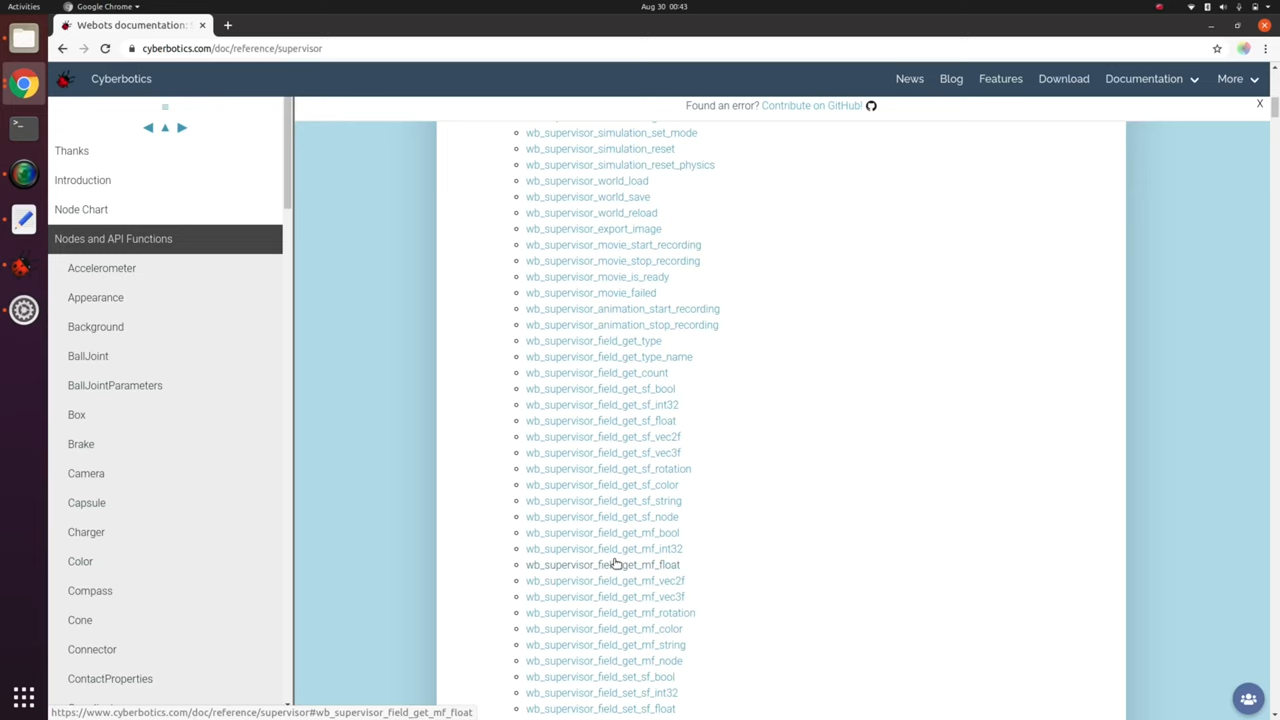 Activities
Google Chrome
Aug 30 00:43
Webots documentation: S
cyberbotics.com/doc/reference/supervisor
Cyberbotics
News
Blog
Features
Download
Documentation
More
Found an error? Contribute on GitHub!
X
Thanks
Introduction
Node Chart
Nodes and API Functions
Accelerometer
Appearance
Background
BallJoint
BallJointParameters
Box
Brake
Camera
Capsule
Charger
Color
Compass
Cone
Connector
ContactProperties
wb_supervisor_simulation_set_mode
wb_supervisor_simulation_reset
wb_supervisor_simulation_reset_physics
wb_supervisor_world_load
wb_supervisor_world_save
wb_supervisor_world_reload
wb_supervisor_export_image
wb_supervisor_movie_start_recording
wb_supervisor_movie_stop_recording
wb_supervisor_movie_is_ready
wb_supervisor_movie_failed
wb_supervisor_animation_start_recording
wb_supervisor_animation_stop_recording
wb_supervisor_field_get_type
wb_supervisor_field_get_type_name
wb_supervisor_field_get_count
wb_supervisor_field_get_sf_bool
wb_supervisor_field_get_sf_int32
wb_supervisor_field_get_sf_float
wb_supervisor_field_get_sf_vec2f
wb_supervisor_field_get_sf_vec3f
wb_supervisor_field_get_sf_rotation
wb_supervisor_field_get_sf_color
wb_supervisor_field_get_sf_string
wb_supervisor_field_get_sf_node
wb_supervisor_field_get_mf_bool
wb_supervisor_field_get_mf_int32
wb_supervisor_field_get_mf_float
wb_supervisor_field_get_mf_vec2f
wb_supervisor_field_get_mf_vec3f
wb_supervisor_field_get_mf_rotation
wb_supervisor_field_get_mf_color
wb_supervisor_field_get_mf_string
wb_supervisor_field_get_mf_node
wb_supervisor_field_set_sf_bool
wb_supervisor_field_set_sf_int32
wb_supervisor_field_set_sf_float
https://www.cyberbotics.com/doc/reference/supervisor#wb_supervisor_field_get_mf_float